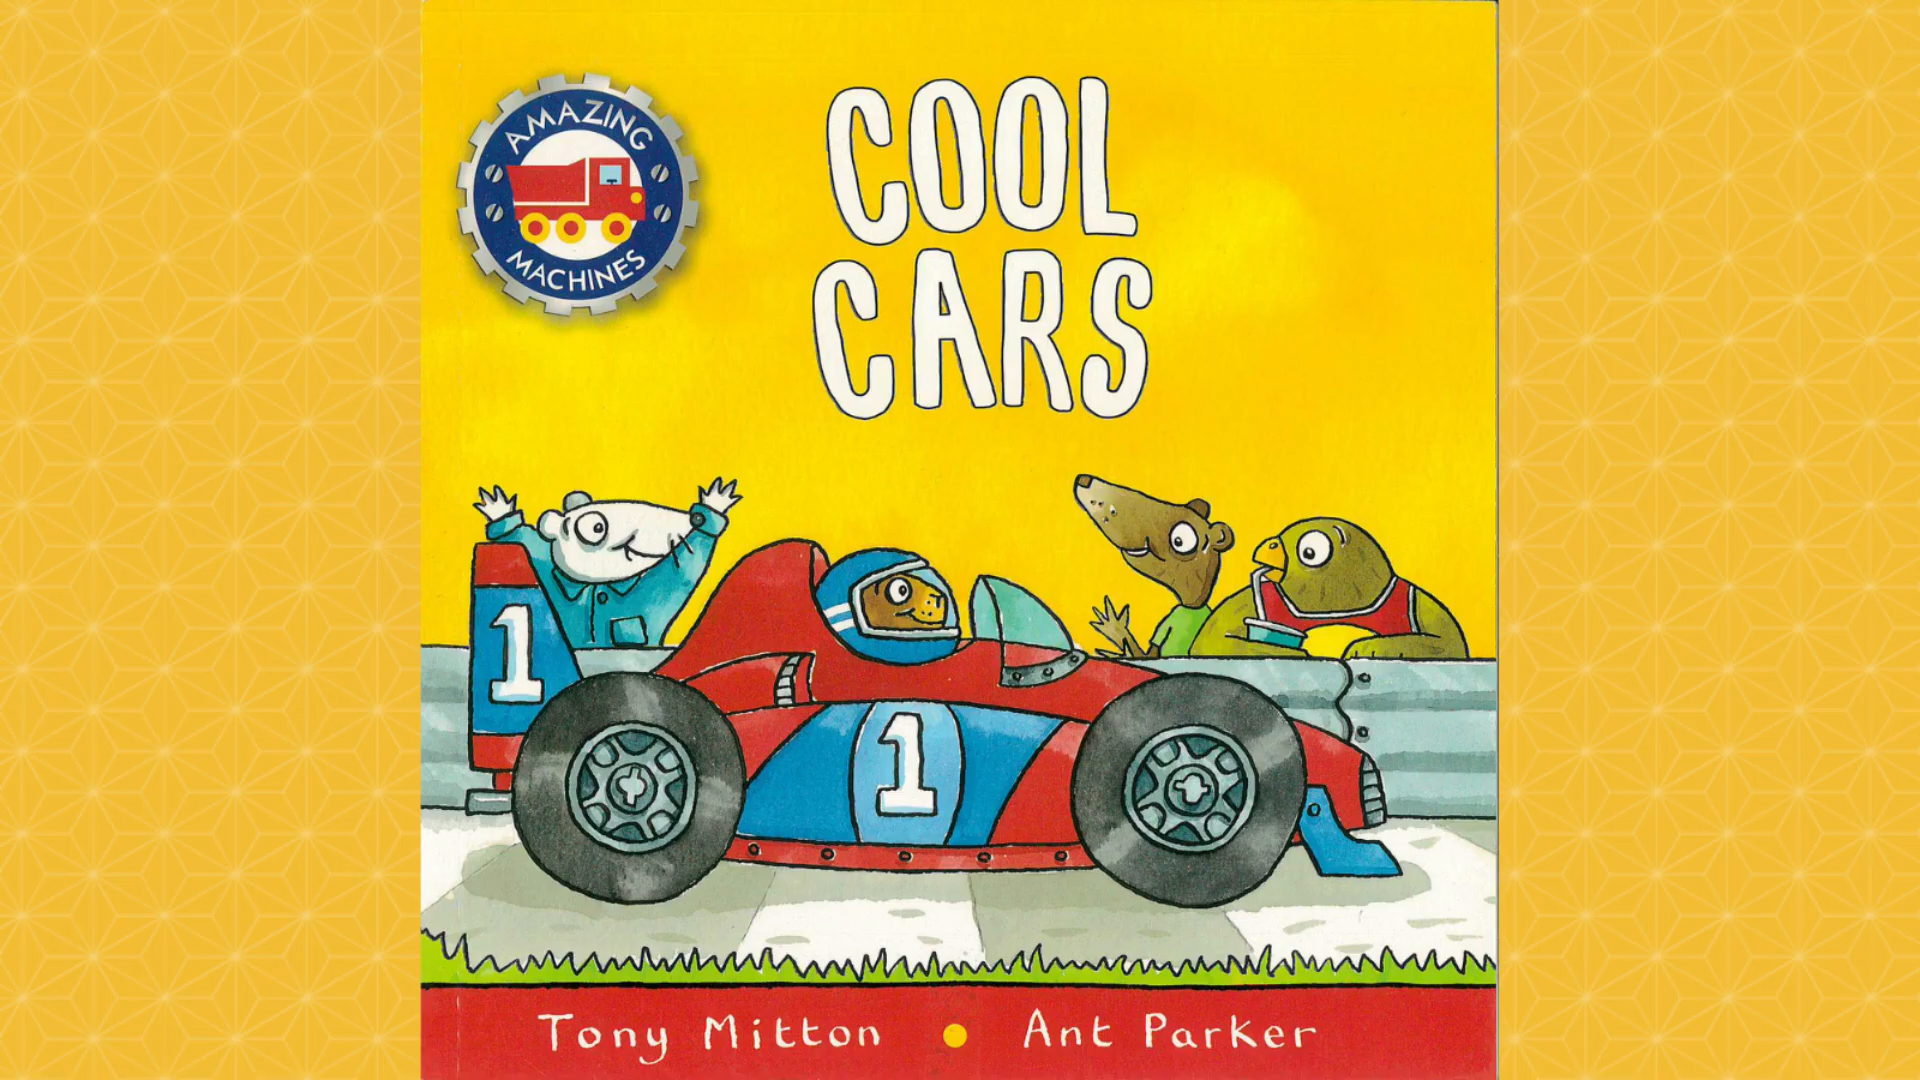 AMAZING
MACHINES
COOL
CARS
1
1
Tony Mitton • Ant Parker